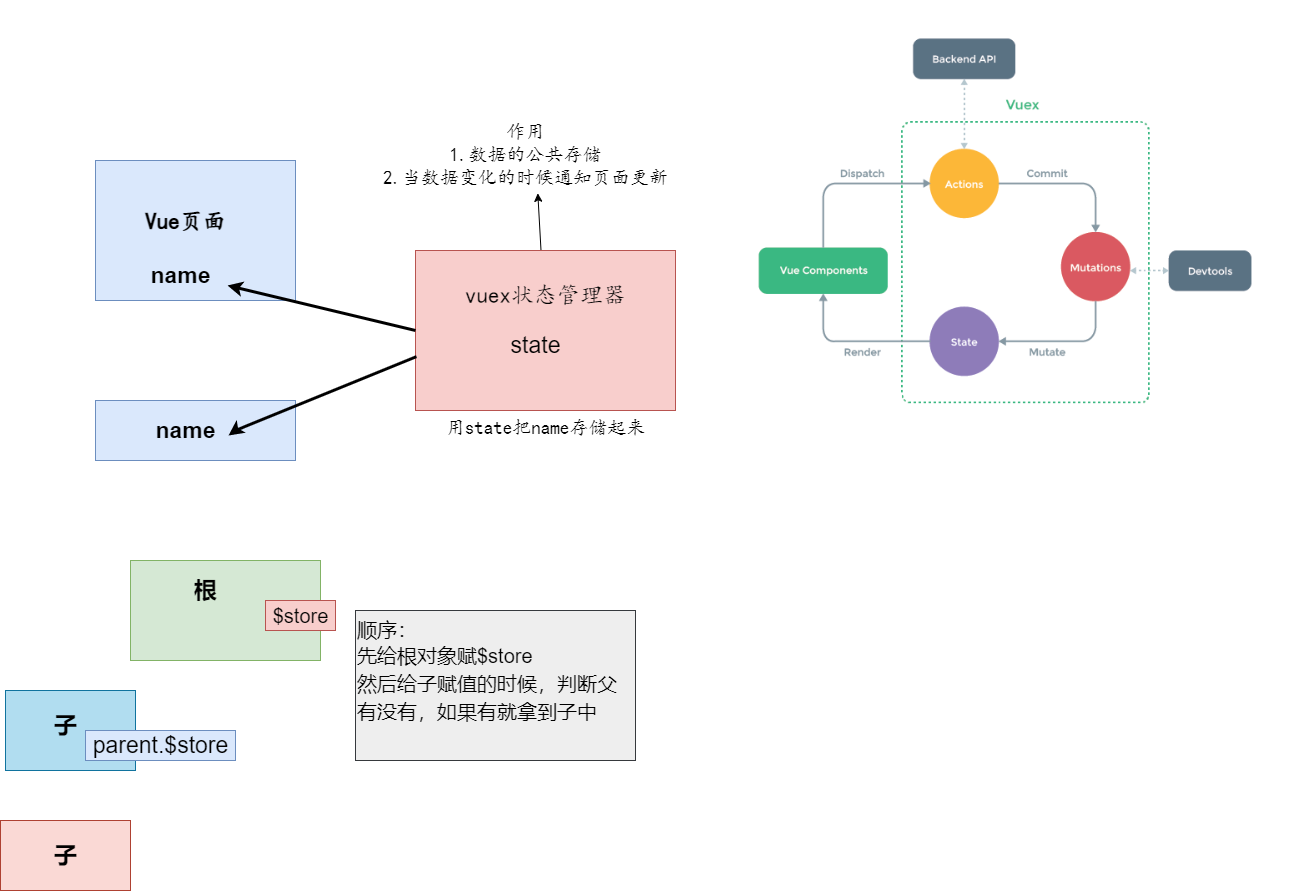 作用
1.数据的公共存储
2.当数据变化的时候通知页面更新
Vue页面
name
vuex状态管理器
state
name
用state把name存储起来
Backend API
Vuex
Dispatch
Actions
Commit
Vue Components
Mutations
Devtools
State
Render
Mutate
根
$store
顺序：
先给根对象赋$store
然后给子赋值的时候，判断父
有没有，如果有就拿到子中
子
parent.$store
子